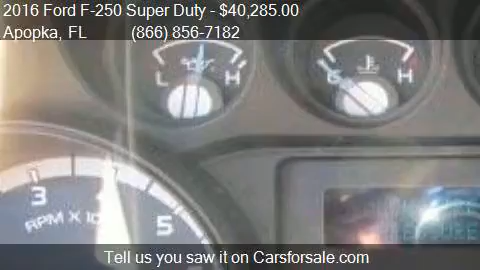 2016 Ford F-250 Super Duty - $40,285.00
Apopka, FL (866) 856-7182
L H C H
3 5
RPM X 10
Tell us you saw it on Carsforsale.com